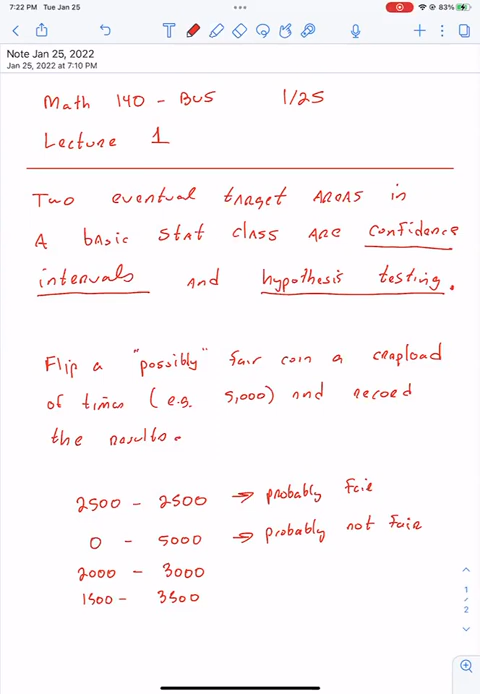 7:22 PM Tue Jan 25
83%
Note Jan 25, 2022
Jan 25, 2022 at 7:10 PM
Math 140 - BUS 1/25
Lecture 1
Two eventual target areas in
a basic stat class are confidence
intervals and hypothesis testing.
Flip a "possibly" fair coin a crapload
of times (e.g. 5,000) and record
the results.
2500 - 2500 → probably fair
0 - 5000 → probably not fair
2000 - 3000
1500 - 3500
1
/
2